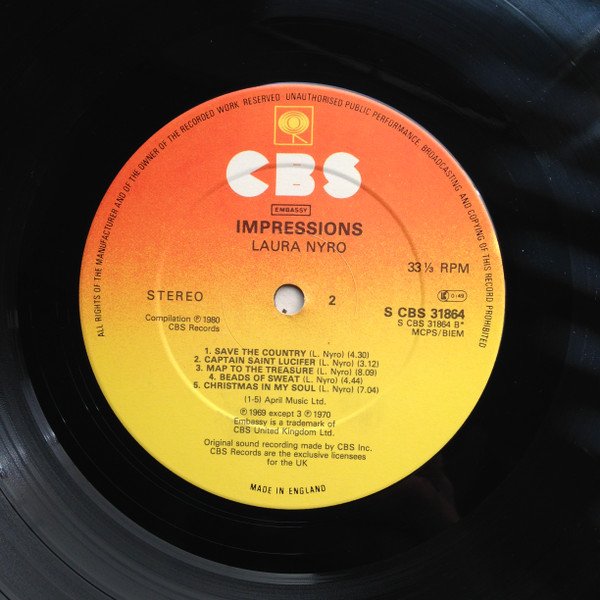 ALL RIGHTS OF THE MANUFACTURER AND OF THE OWNER OF THE RECORDED WORK RESERVED UNAUTHORISED PUBLIC PERFORMANCE, BROADCASTING AND COPYING OF THIS RECORD PROHIBITED
CBS
EMBASSY
IMPRESSIONS
LAURA NYRO
33⅓ RPM
STEREO
2
Compilation ℗ 1980
CBS Records
S CBS 31864
S CBS 31864 B*
MCPS/BIEM
1. SAVE THE COUNTRY (L. Nyro) (4.30)
2. CAPTAIN SAINT LUCIFER (L. Nyro) (3.12)
3. MAP TO THE TREASURE (L. Nyro) (8.09)
4. BEADS OF SWEAT (L. Nyro) (4.44)
5. CHRISTMAS IN MY SOUL (L. Nyro) (7.04)
(1-5) April Music Ltd.
℗ 1969 except 3 ℗ 1970
Embassy is a trademark of
CBS United Kingdom Ltd.
Original sound recording made by CBS Inc.
CBS Records are the exclusive licensees
for the UK
MADE IN ENGLAND